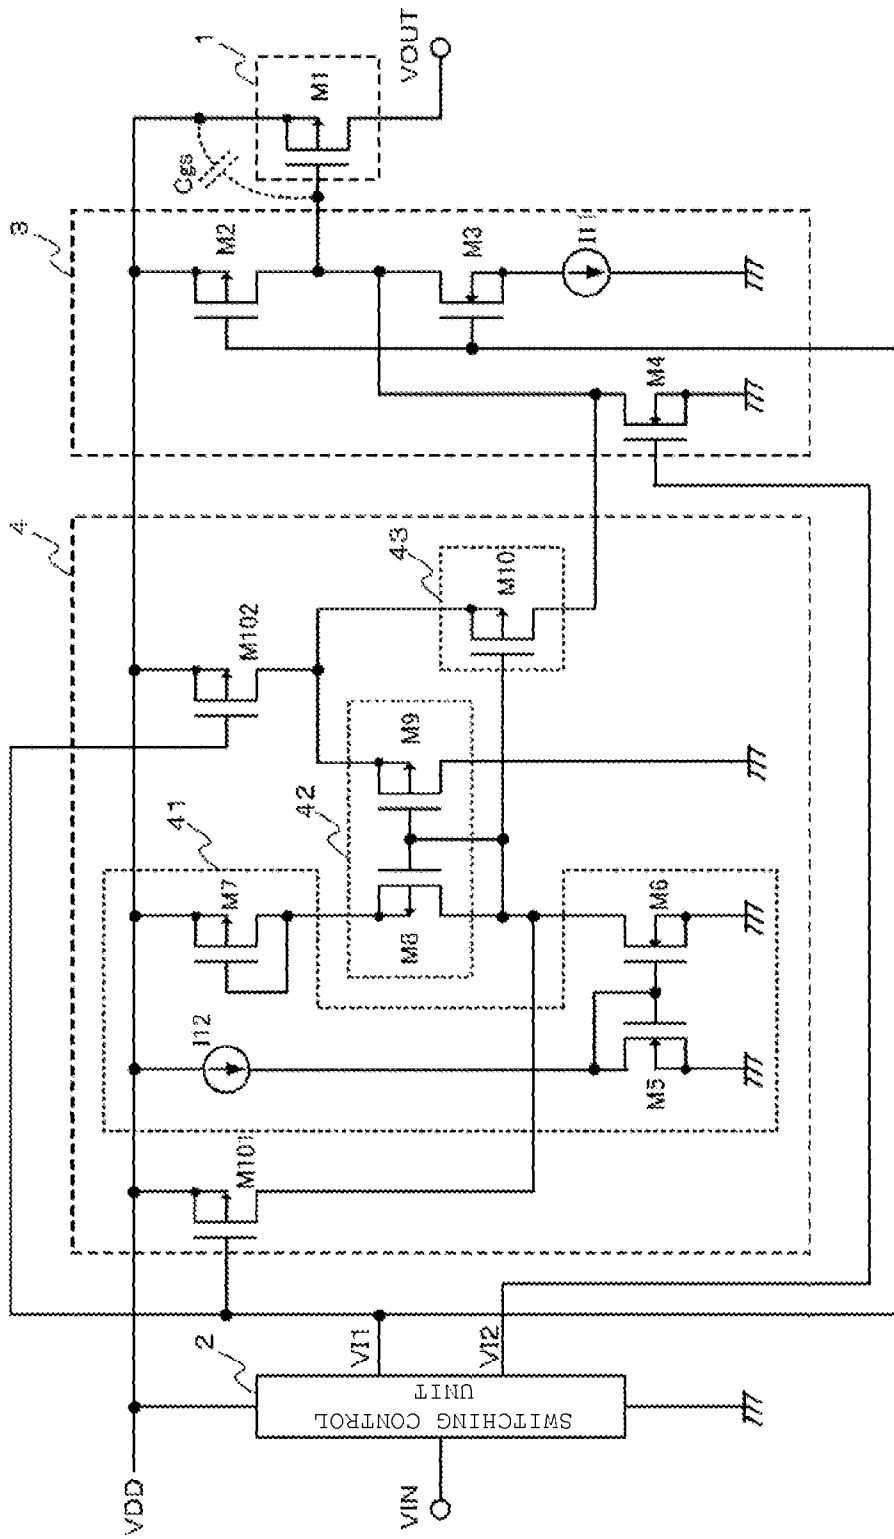 VDD
VIN
VOUT
SWITCHING CONTROL
UNIT
2
VI1
VI2
M101
4
41
I12
M7
M5
M6
42
M8
M9
M102
43
M10
3
M2
M3
I11
M4
Cgs
1
M1